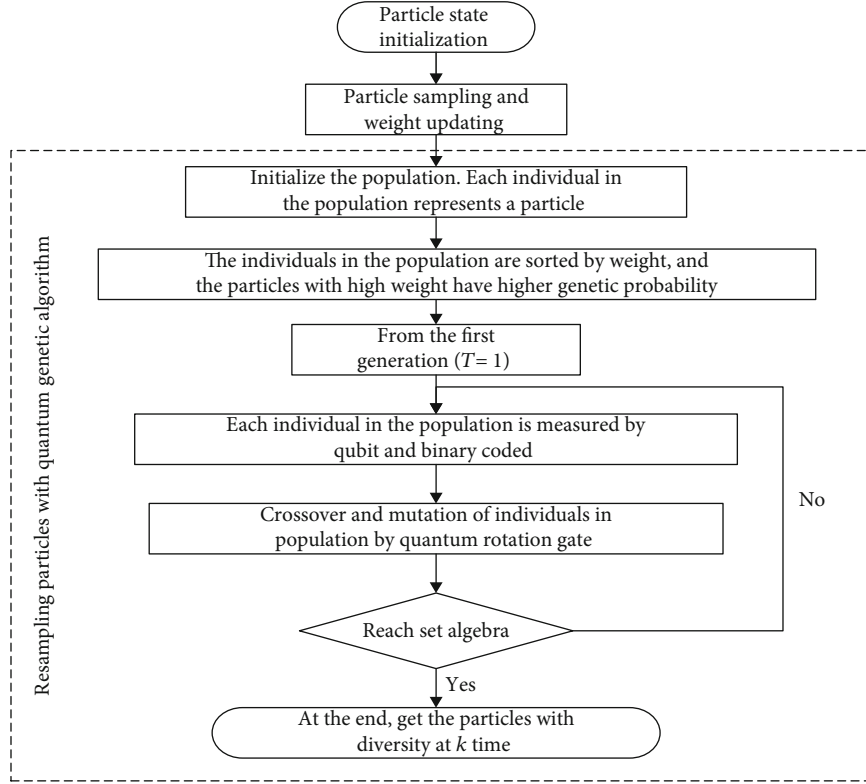 Particle state
initialization
Particle sampling and
weight updating
Initialize the population. Each individual in
the population represents a particle
The individuals in the population are sorted by weight, and
the particles with high weight have higher genetic probability
From the first
generation (T = 1)
Each individual in the population is measured by
qubit and binary coded
No
Crossover and mutation of individuals in
population by quantum rotation gate
Reach set algebra
Yes
At the end, get the particles with
diversity at k time
Resampling particles with quantum genetic algorithm